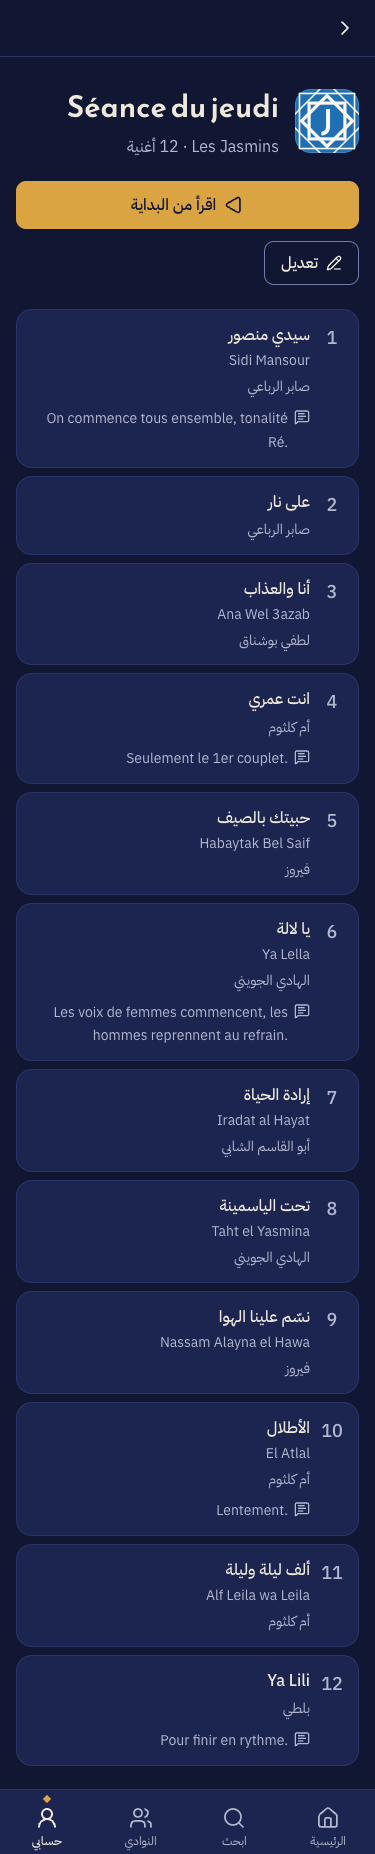 J
Séance du jeudi
Les Jasmins · 12 أغنية
اقرأ من البداية
تعديل
1
سيدي منصور
Sidi Mansour
صابر الرباعي
On commence tous ensemble, tonalité
Ré.
2
على نار
صابر الرباعي
3
أنا والعذاب
Ana Wel 3azab
لطفي بوشناق
4
انت عمري
أم كلثوم
Seulement le 1er couplet.
5
حبيتك بالصيف
Habaytak Bel Saif
فيروز
6
يا لالة
Ya Lella
الهادي الجويني
Les voix de femmes commencent, les
hommes reprennent au refrain.
7
إرادة الحياة
Iradat al Hayat
أبو القاسم الشابي
8
تحت الياسمينة
Taht el Yasmina
الهادي الجويني
9
نسّم علينا الهوا
Nassam Alayna el Hawa
فيروز
10
الأطلال
El Atlal
أم كلثوم
Lentement.
11
ألف ليلة وليلة
Alf Leila wa Leila
أم كلثوم
12
Ya Lili
بلطي
Pour finir en rythme.
الرئيسية
ابحث
النوادي
حسابي